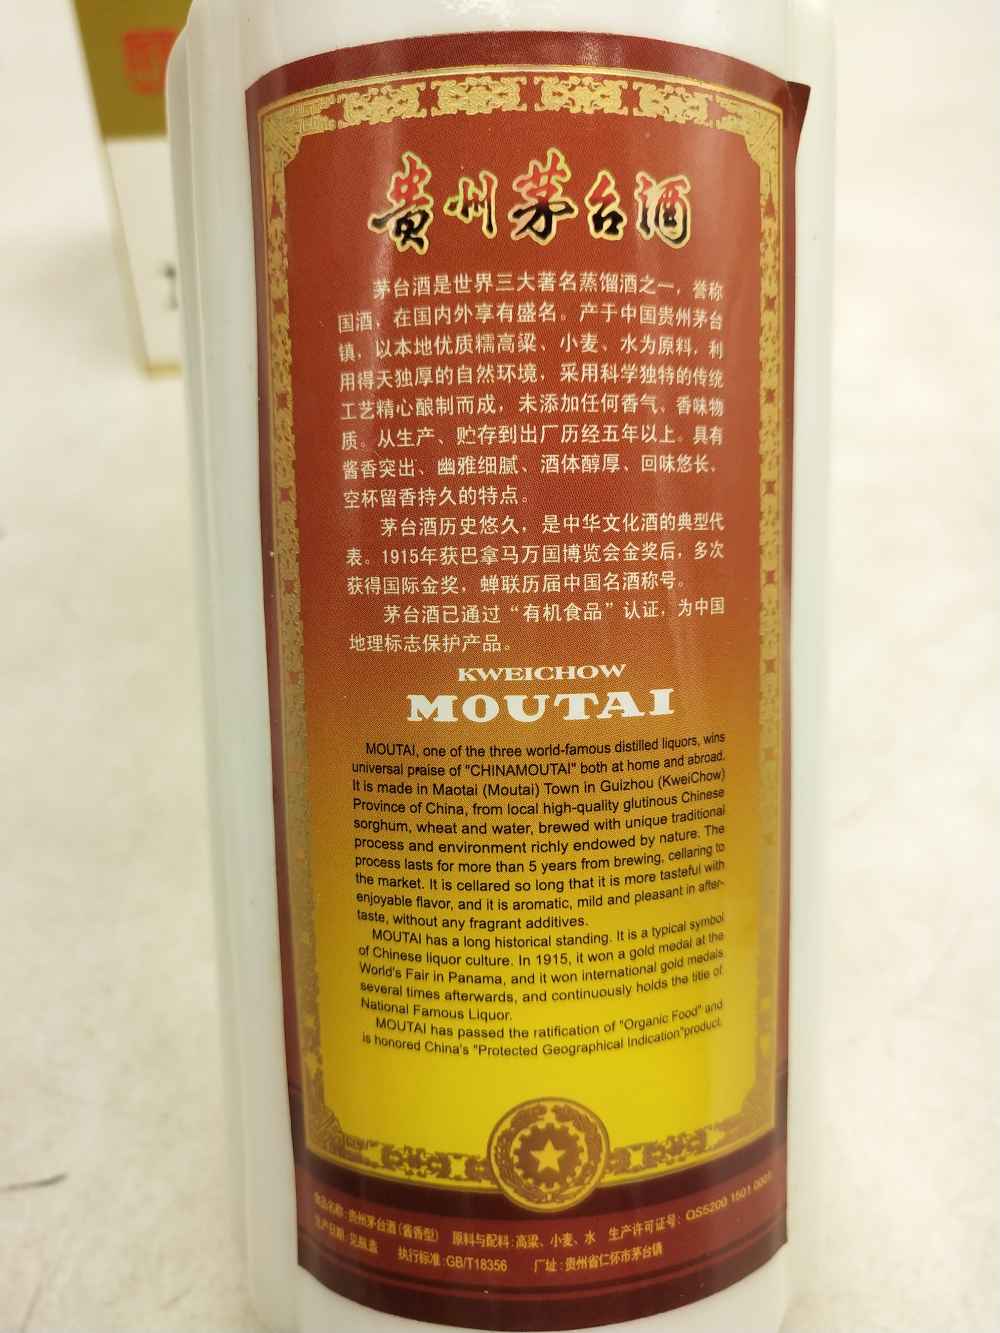 贵州茅台酒
茅台酒是世界三大著名蒸馏酒之一，誉称
国酒，在国内外享有盛名。产于中国贵州茅台
镇，以本地优质糯高粱、小麦、水为原料，利
用得天独厚的自然环境，采用科学独特的传统
工艺精心酿制而成，未添加任何香气、香味物
质。从生产、贮存到出厂历经五年以上。具有
酱香突出、幽雅细腻、酒体醇厚、回味悠长、
空杯留香持久的特点。
茅台酒历史悠久，是中华文化酒的典型代
表。1915年获巴拿马万国博览会金奖后，多次
获得国际金奖，蝉联历届中国名酒称号。
茅台酒已通过“有机食品”认证，为中国
地理标志保护产品。
KWEICHOW
MOUTAI
MOUTAI, one of the three world-famous distilled liquors, wins
universal praise of "CHINAMOUTAI" both at home and abroad.
It is made in Maotai (Moutai) Town in Guizhou (KweiChow)
Province of China, from local high-quality glutinous Chinese
sorghum, wheat and water, brewed with unique traditional
process and environment richly endowed by nature. The
process lasts for more than 5 years from brewing, cellaring to
the market. It is cellared so long that it is more tasteful with
enjoyable flavor, and it is aromatic, mild and pleasant in after-
taste, without any fragrant additives.
MOUTAI has a long historical standing. It is a typical symbol
of Chinese liquor culture. In 1915, it won a gold medal at the
World's Fair in Panama, and it won international gold medals
several times afterwards, and continuously holds the title of
National Famous Liquor.
MOUTAI has passed the ratification of "Organic Food" and
is honored China's "Protected Geographical Indication"product.
食品名称:贵州茅台酒(酱香型) 原料与配料:高粱、小麦、水 生产许可证号: QS5200 1501 0001
生产日期:见瓶盖 执行标准:GB/T18356 厂址:贵州省仁怀市茅台镇